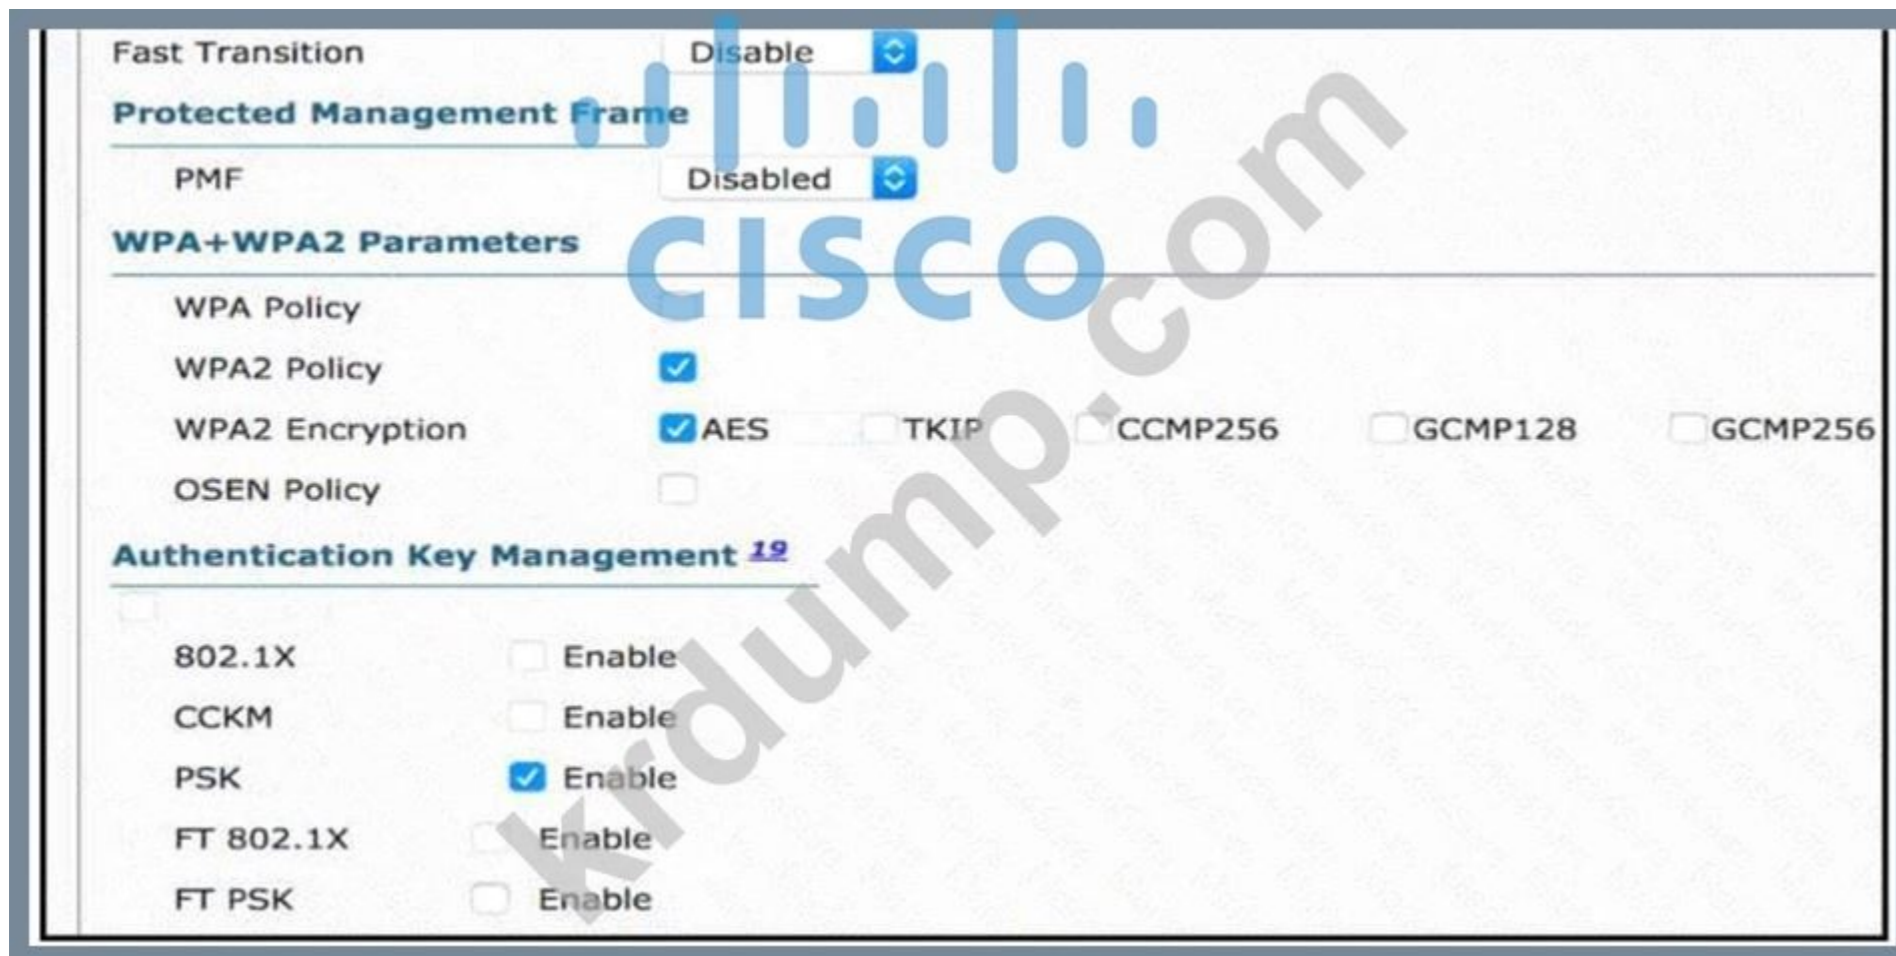 Fast Transition Disable
Protected Management Frame
PMF Disabled
CISCO
WPA+WPA2 Parameters
WPA Policy
WPA2 Policy
WPA2 Encryption AES TKIP CCMP256 GCMP128 GCMP256
OSEN Policy
Authentication Key Management 19
802.1X Enable
CCKM Enable
PSK Enable
FT 802.1X Enable
FT PSK Enable
krdump.com